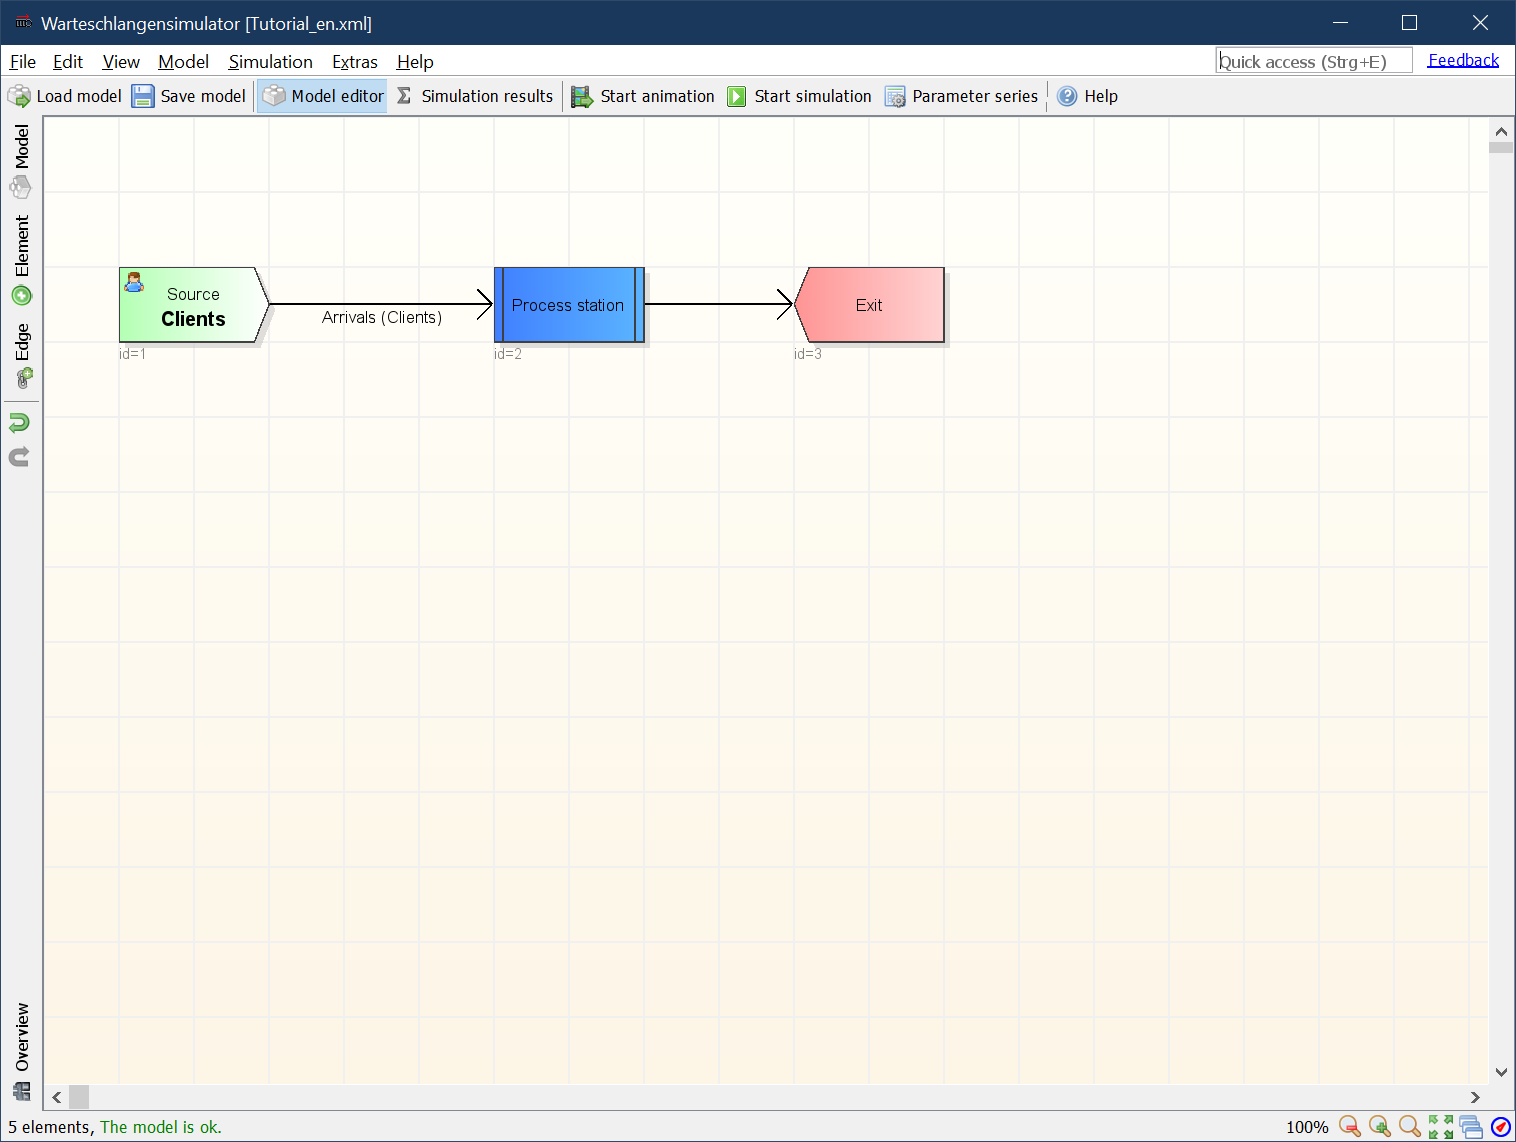 Warteschlangensimulator [Tutorial_en.xml]
File Edit View Model Simulation Extras Help Quick access (Strg+E) Feedback
Load model Save model Model editor Simulation results Start animation Start simulation Parameter series Help
Model
Element
Edge
Overview
Source
Clients
id=1
Arrivals (Clients)
Process station
id=2
Exit
id=3
5 elements, The model is ok. 100%